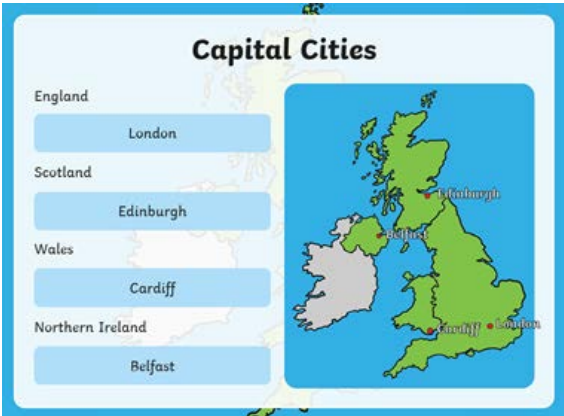 Capital Cities
England
London
Scotland
Edinburgh
Wales
Cardiff
Northern Ireland
Belfast
Edinburgh
Belfast
Cardiff
London